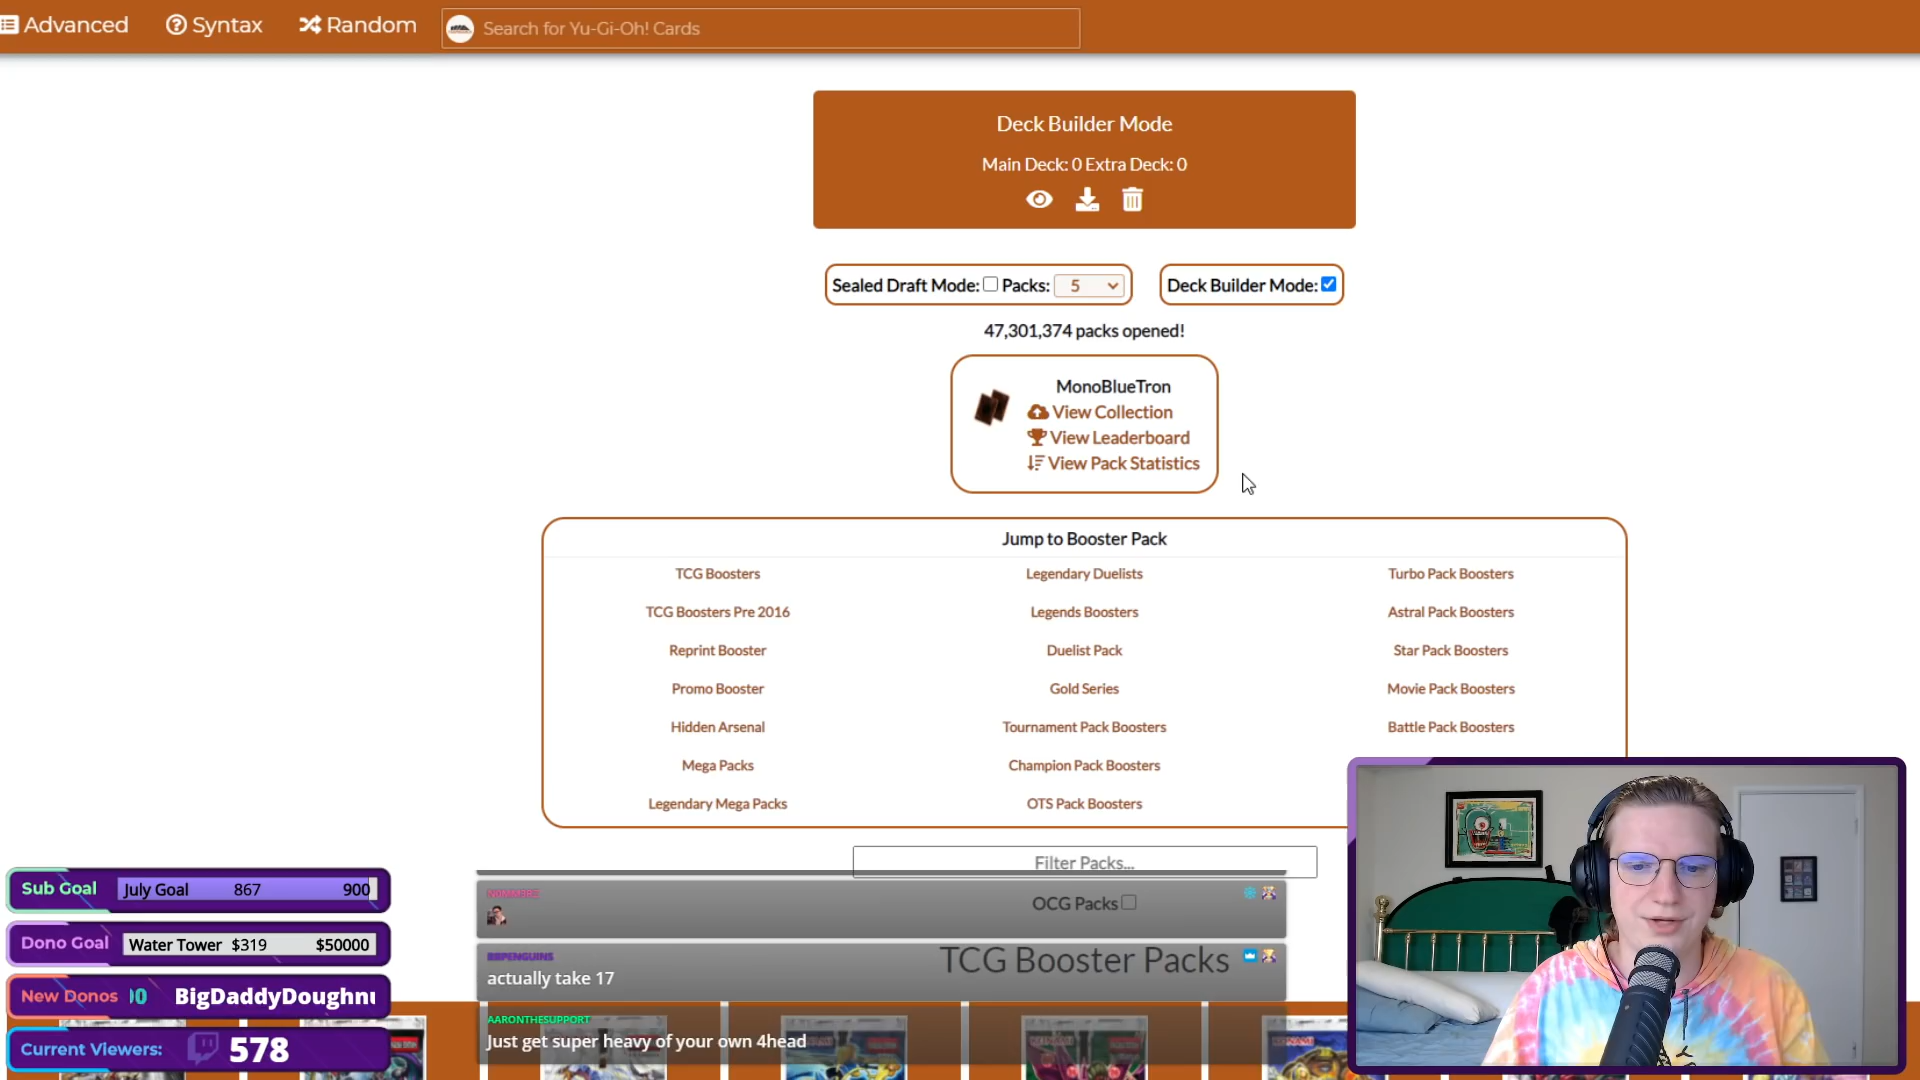 Advanced
Syntax
Random
Search for Yu-Gi-Oh! Cards
Deck Builder Mode
Main Deck: 0 Extra Deck: 0
Sealed Draft Mode: Packs: 5
Deck Builder Mode:
47,301,374 packs opened!
MonoBlueTron
View Collection
View Leaderboard
View Pack Statistics
Jump to Booster Pack
TCG Boosters
Legendary Duelists
Turbo Pack Boosters
TCG Boosters Pre 2016
Legends Boosters
Astral Pack Boosters
Reprint Booster
Duelist Pack
Star Pack Boosters
Promo Booster
Gold Series
Movie Pack Boosters
Hidden Arsenal
Tournament Pack Boosters
Battle Pack Boosters
Mega Packs
Champion Pack Boosters
Legendary Mega Packs
OTS Pack Boosters
Filter Packs...
OCG Packs
TCG Booster Packs
BBPENGUINS
actually take 17
AARONTHESUPPORT
Just get super heavy of your own 4head
Sub Goal July Goal 867 900
Dono Goal Water Tower $319 $50000
New Donos BigDaddyDoughnu
Current Viewers: 578